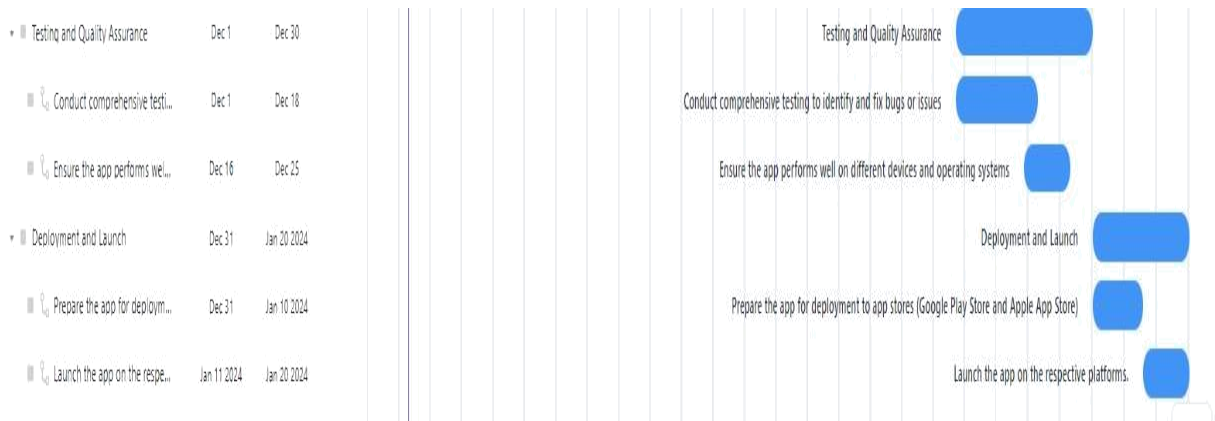 Testing and Quality Assurance Dec 1 Dec 30 Testing and Quality Assurance
Conduct comprehensive testi... Dec 1 Dec 18 Conduct comprehensive testing to identify and fix bugs or issues
Ensure the app performs wel... Dec 16 Dec 25 Ensure the app performs well on different devices and operating systems
Deployment and Launch Dec 31 Jan 20 2024 Deployment and Launch
Prepare the app for deploym... Dec 31 Jan 10 2024 Prepare the app for deployment to app stores (Google Play Store and Apple App Store)
Launch the app on the respe... Jan 11 2024 Jan 20 2024 Launch the app on the respective platforms.